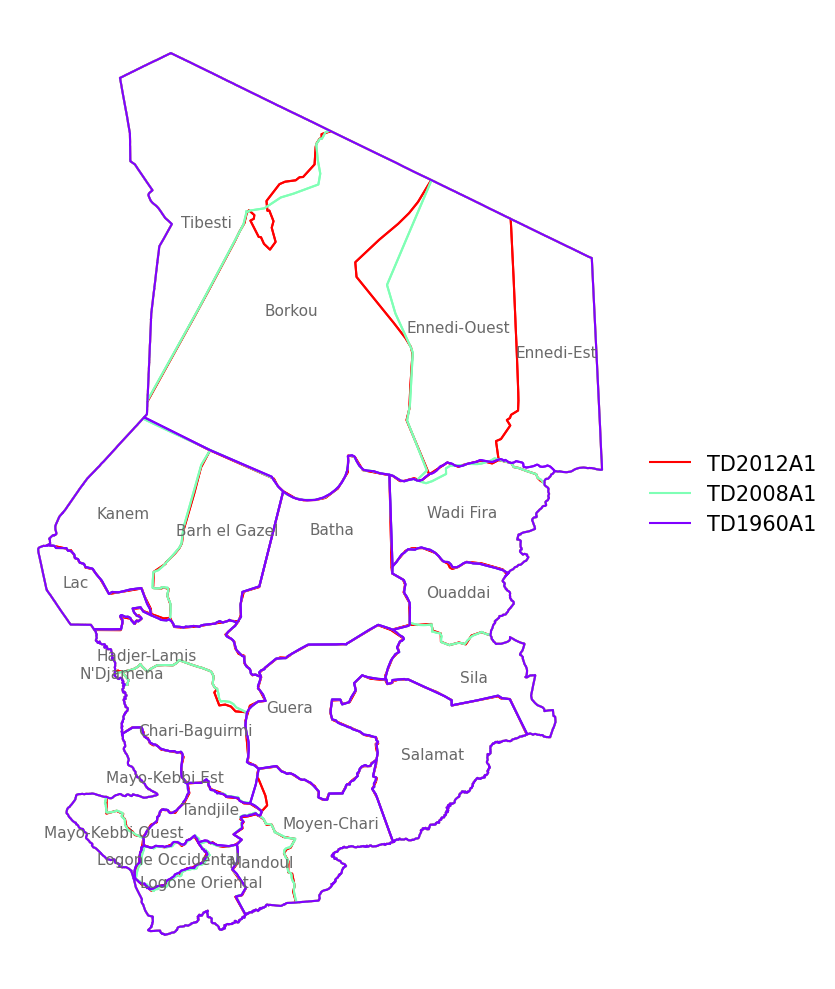 Tibesti
Borkou
Ennedi-Ouest
Ennedi-Est
TD2012A1
TD2008A1
TD1960A1
Kanem
Wadi Fira
Barh el Gazel
Batha
Lac
Ouaddai
Hadjer-Lamis
N'Djamena
Sila
Guera
Chari-Baguirmi
Salamat
Mayo-Kebbi Est
Tandjile
Moyen-Chari
Mayo-Kebbi Ouest
Logone Occidental
Mandoul
Logone Oriental